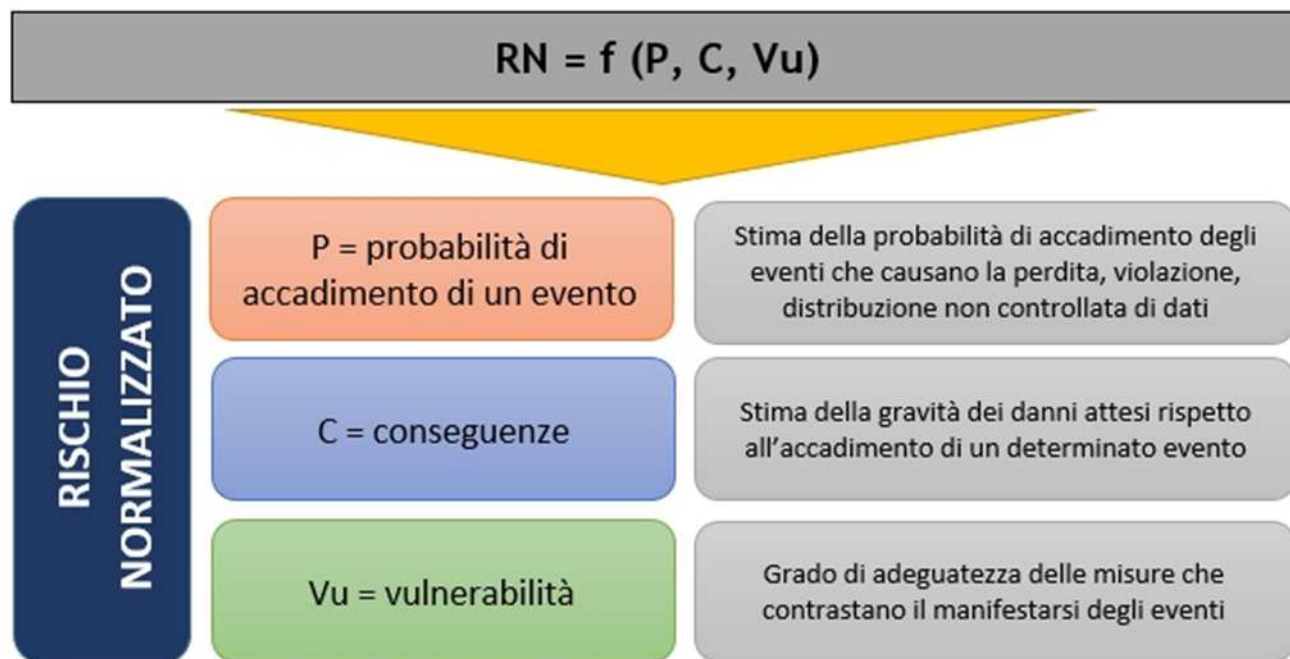 RN = f (P, C, Vu)
RISCHIO
NORMALIZZATO
P = probabilità di
accadimento di un evento
Stima della probabilità di accadimento degli
eventi che causano la perdita, violazione,
distribuzione non controllata di dati
C = conseguenze
Stima della gravità dei danni attesi rispetto
all'accadimento di un determinato evento
Vu = vulnerabilità
Grado di adeguatezza delle misure che
contrastano il manifestarsi degli eventi